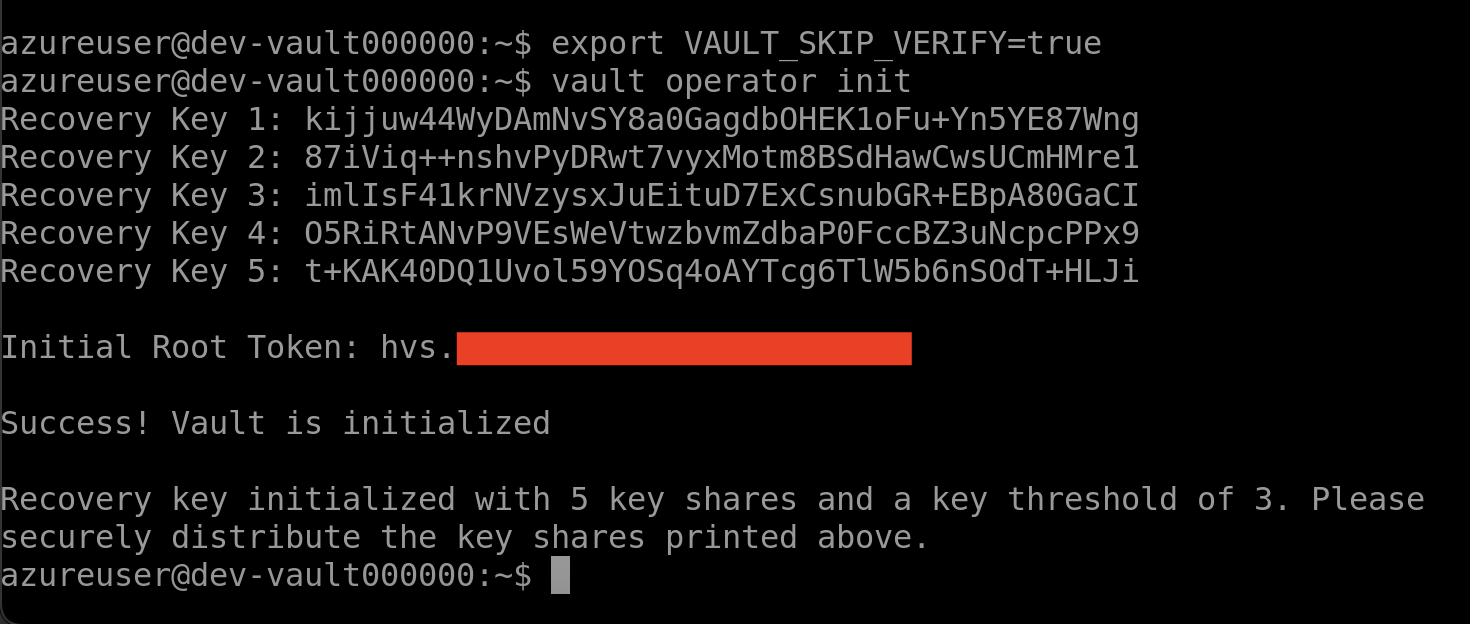 azureuser@dev-vault000000:~$ export VAULT_SKIP_VERIFY=true
azureuser@dev-vault000000:~$ vault operator init
Recovery Key 1: kijjuw44WyDAmNvSY8a0GagdbOHEK1oFu+Yn5YE87Wng
Recovery Key 2: 87iViq++nshvPyDRwt7vyxMotm8BSdHawCwsUCmHMre1
Recovery Key 3: imlIsF41krNVzysxJuEituD7ExCsnubGR+EBpA80GaCI
Recovery Key 4: O5RiRtANvP9VEsWeVtwzbvmZdbaP0FccBZ3uNcpcPPx9
Recovery Key 5: t+KAK40DQ1Uvol59YOSq4oAYTcg6TlW5b6nSOdT+HLJi
Initial Root Token: hvs.
Success! Vault is initialized
Recovery key initialized with 5 key shares and a key threshold of 3. Please
securely distribute the key shares printed above.
azureuser@dev-vault000000:~$